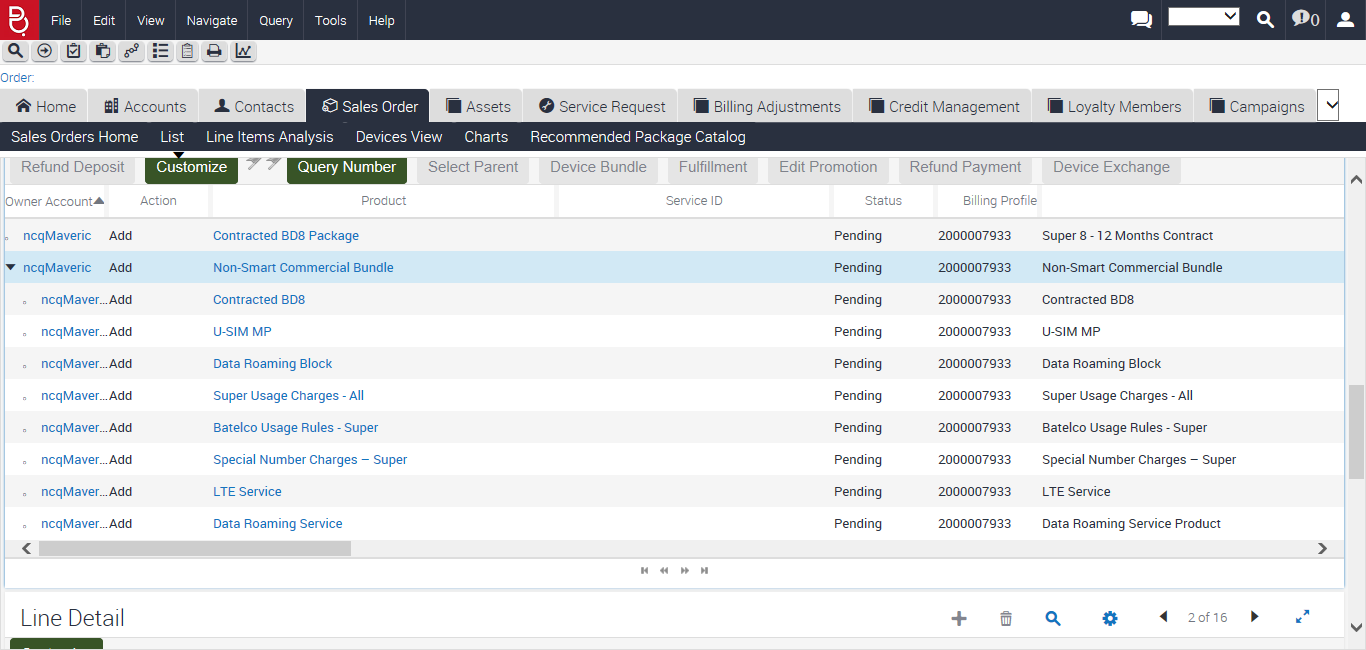 File Edit View Navigate Query Tools Help 0
Order:
Home Accounts Contacts Sales Order Assets Service Request Billing Adjustments Credit Management Loyalty Members Campaigns
Sales Orders Home List Line Items Analysis Devices View Charts Recommended Package Catalog
Refund Deposit Customize Query Number Select Parent Device Bundle Fulfillment Edit Promotion Refund Payment Device Exchange
Owner Account Action Product Service ID Status Billing Profile
ncqMaveric Add Contracted BD8 Package Pending 2000007933 Super 8 - 12 Months Contract
ncqMaveric Add Non-Smart Commercial Bundle Pending 2000007933 Non-Smart Commercial Bundle
ncqMaver... Add Contracted BD8 Pending 2000007933 Contracted BD8
ncqMaver... Add U-SIM MP Pending 2000007933 U-SIM MP
ncqMaver... Add Data Roaming Block Pending 2000007933 Data Roaming Block
ncqMaver... Add Super Usage Charges - All Pending 2000007933 Super Usage Charges - All
ncqMaver... Add Batelco Usage Rules - Super Pending 2000007933 Batelco Usage Rules - Super
ncqMaver... Add Special Number Charges – Super Pending 2000007933 Special Number Charges – Super
ncqMaver... Add LTE Service Pending 2000007933 LTE Service
ncqMaver... Add Data Roaming Service Pending 2000007933 Data Roaming Service Product
Line Detail 2 of 16